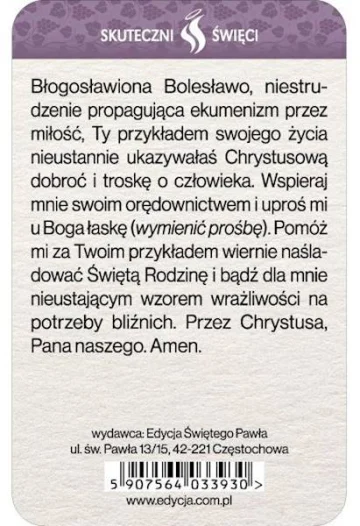 SKUTECZNI ŚWIĘCI
Błogosławiona Bolesławo, niestru-
dzenie propagująca ekumenizm przez
miłość, Ty przykładem swojego życia
nieustannie ukazywałaś Chrystusową
dobroć i troskę o człowieka. Wspieraj
mnie swoim orędownictwem i uproś mi
u Boga łaskę (wymienić prośbę). Pomóż
mi za Twoim przykładem wiernie naśla-
dować Świętą Rodzinę i bądź dla mnie
nieustającym wzorem wrażliwości na
potrzeby bliźnich. Przez Chrystusa,
Pana naszego. Amen.
wydawca: Edycja Świętego Pawła
ul. św. Pawła 13/15, 42-221 Częstochowa
5 907564 033930 >
www.edycja.com.pl